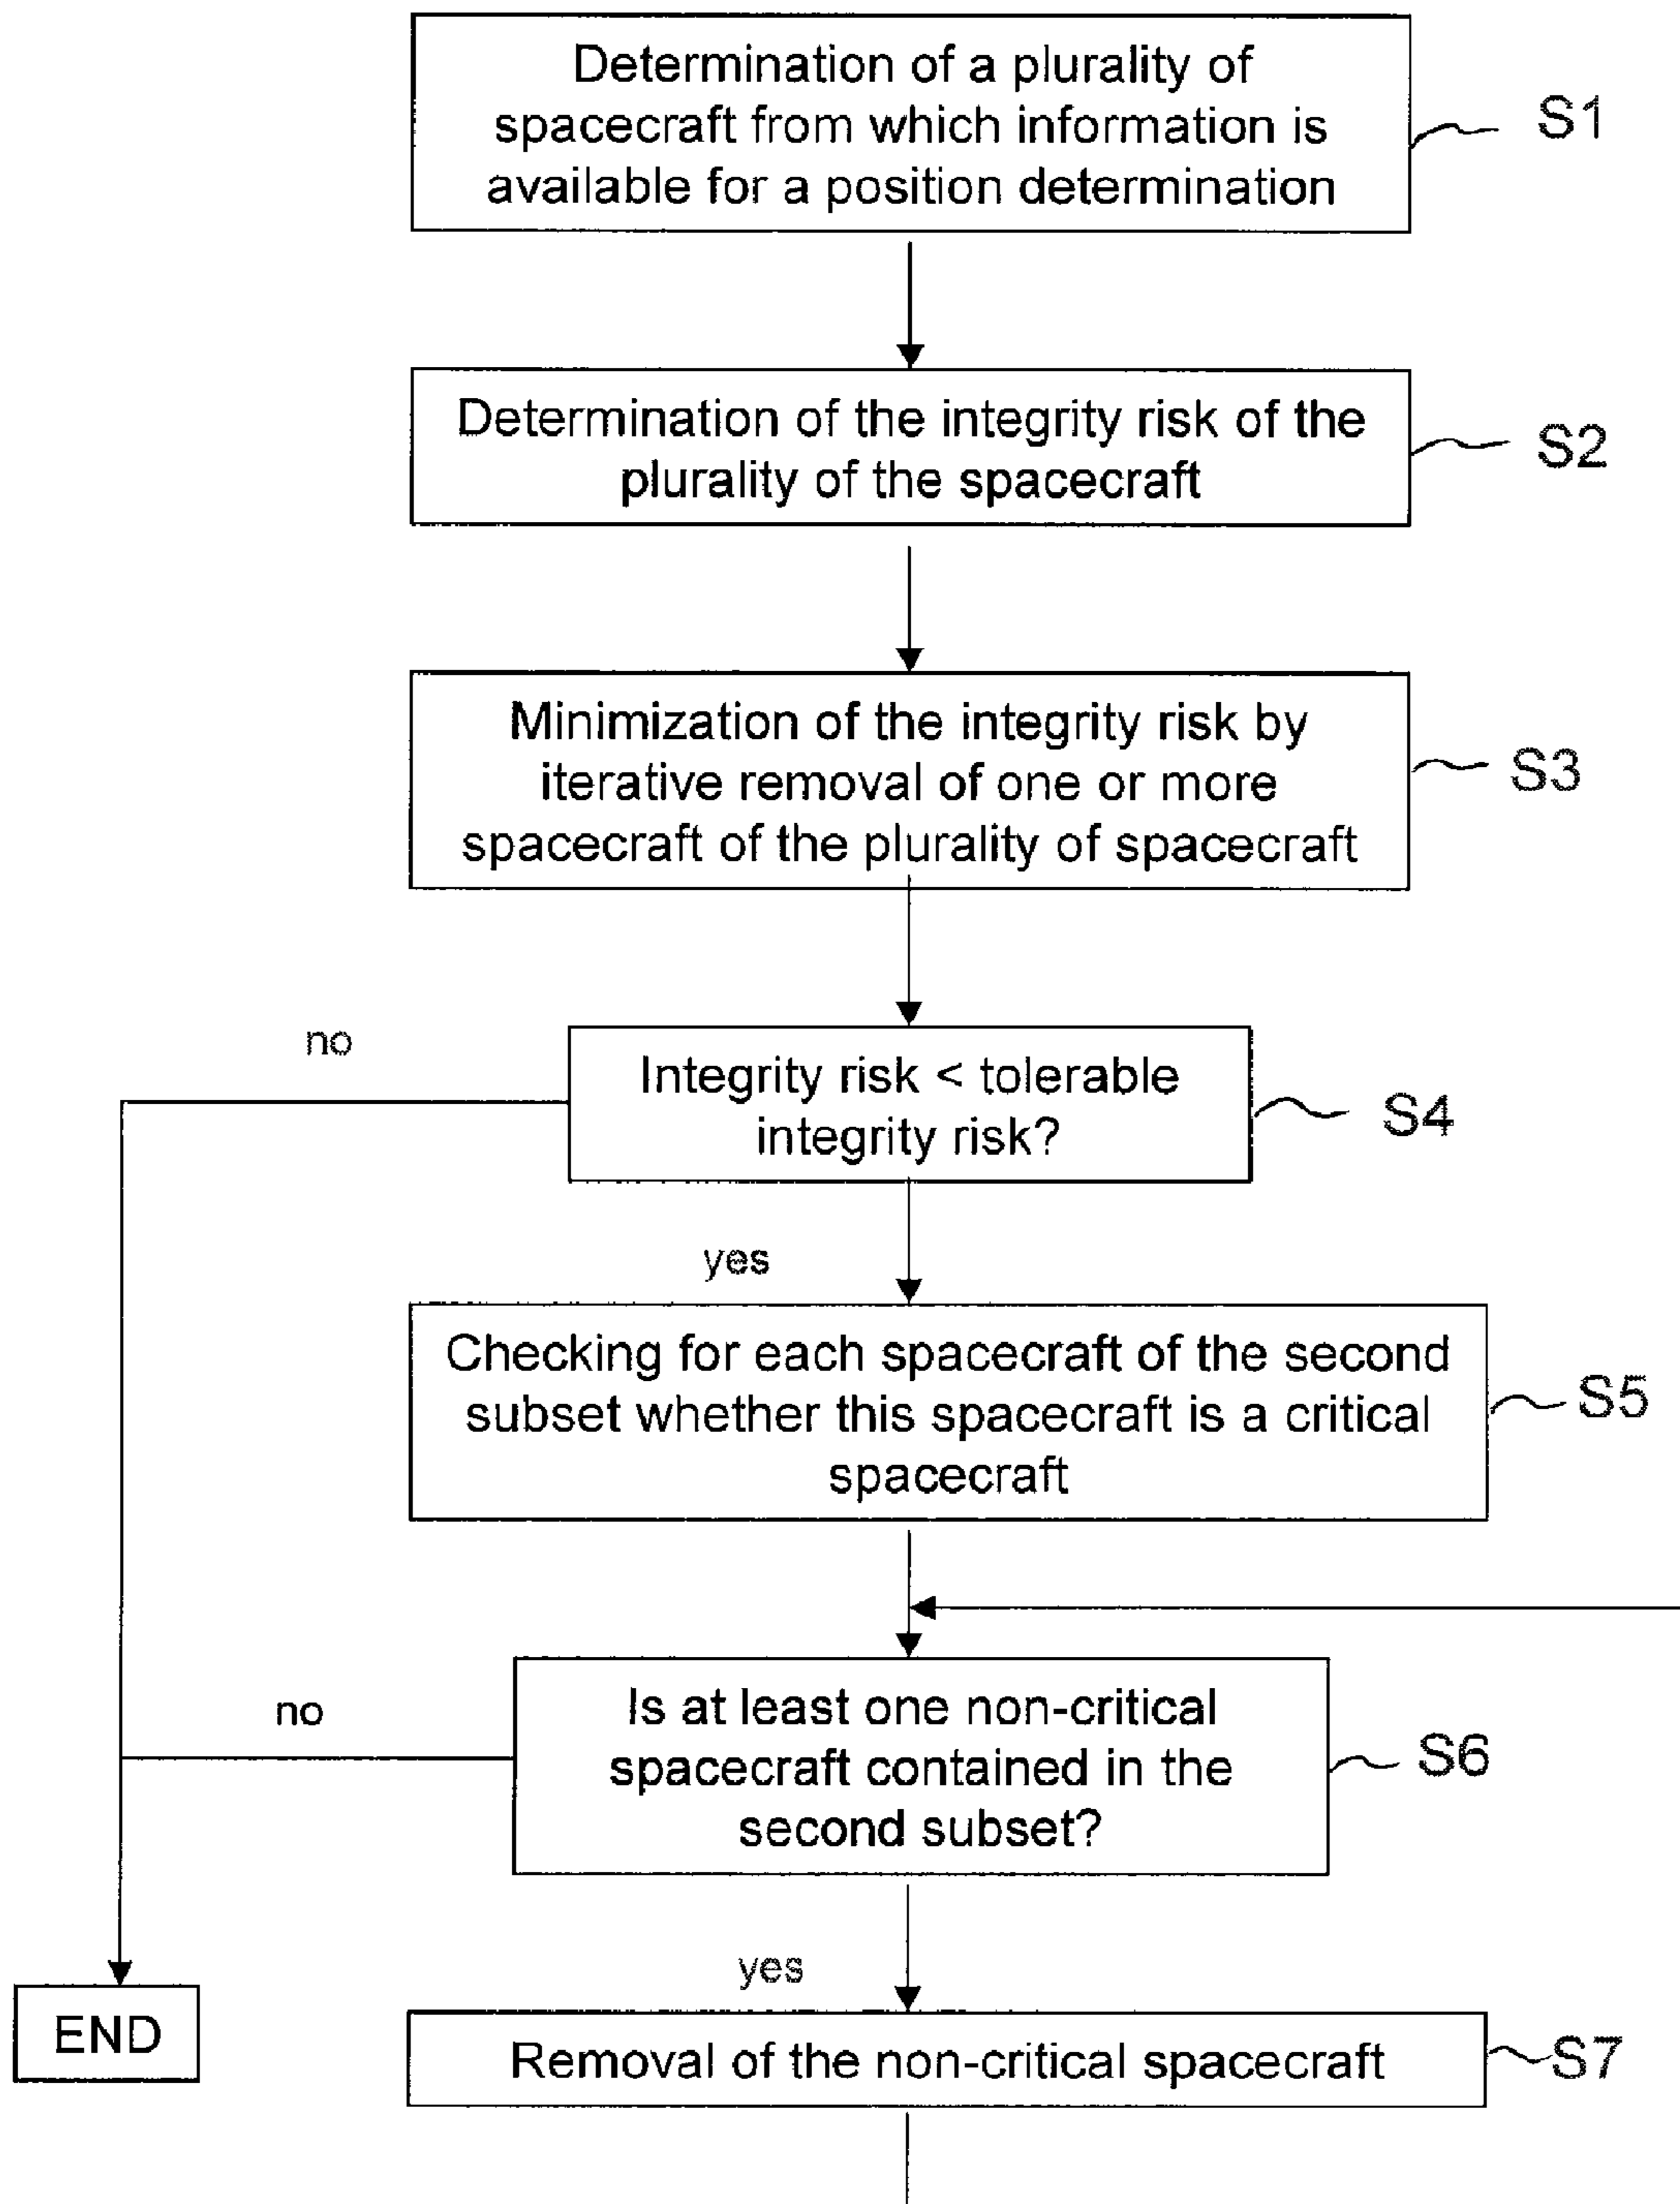 Determination of a plurality of
spacecraft from which information is
available for a position determination
S1
Determination of the integrity risk of the
plurality of the spacecraft
S2
Minimization of the integrity risk by
iterative removal of one or more
spacecraft of the plurality of spacecraft
S3
no
Integrity risk < tolerable
integrity risk?
S4
yes
Checking for each spacecraft of the second
subset whether this spacecraft is a critical
spacecraft
S5
no
Is at least one non-critical
spacecraft contained in the
second subset?
S6
yes
END
Removal of the non-critical spacecraft
S7